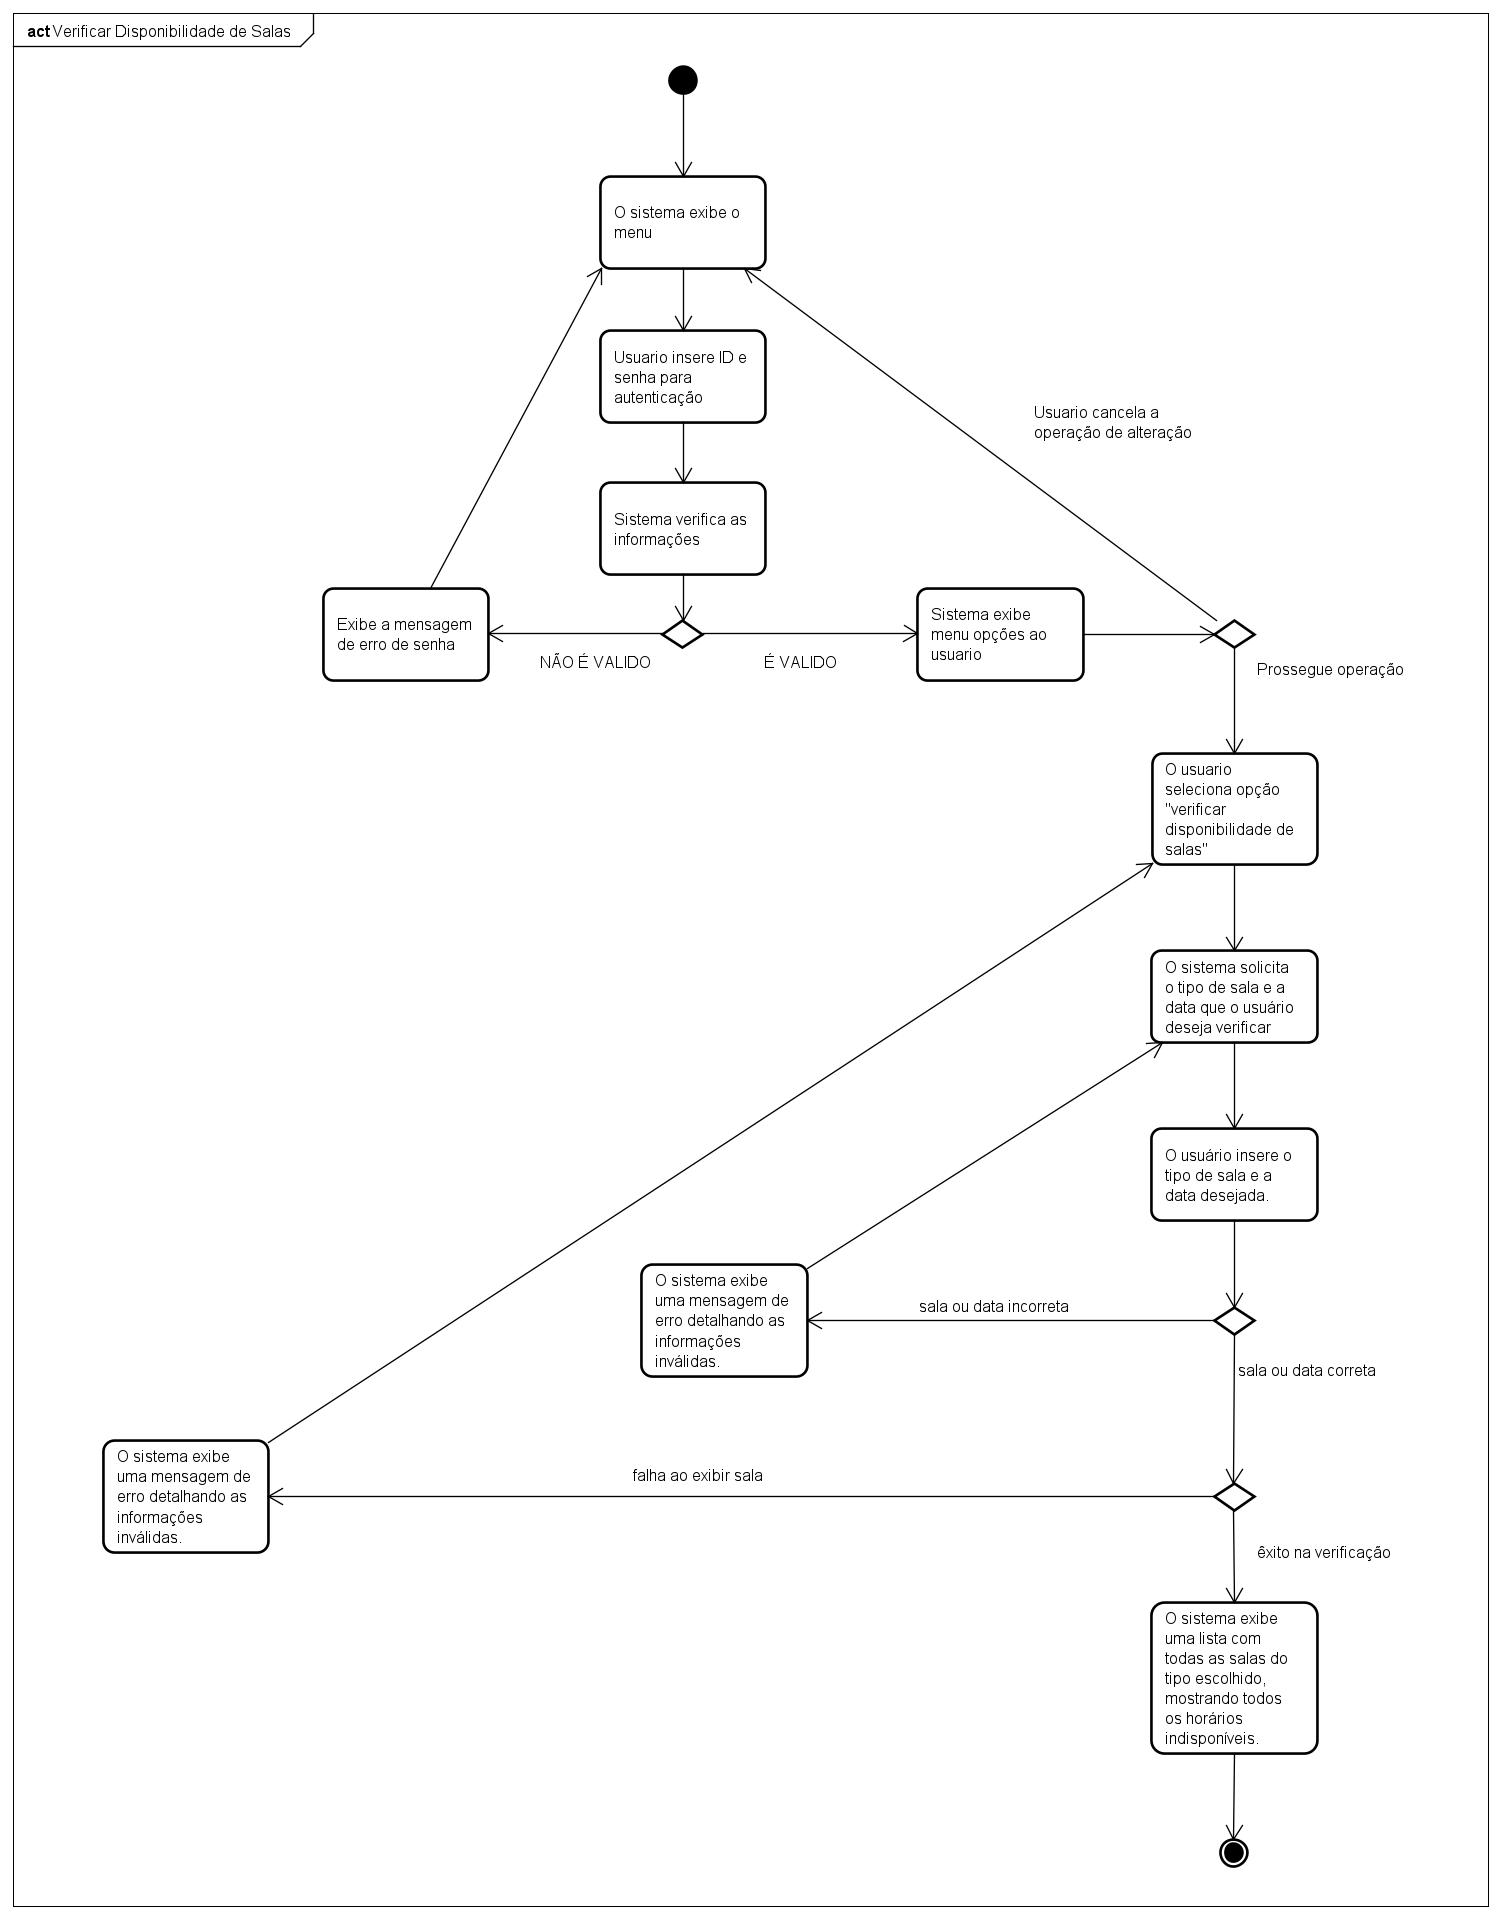 act Verificar Disponibilidade de Salas
O sistema exibe o
menu
Usuario insere ID e
senha para
autenticação
Usuario cancela a
operação de alteração
Sistema verifica as
informações
Exibe a mensagem
de erro de senha
NÃO É VALIDO
É VALIDO
Sistema exibe
menu opções ao
usuario
Prossegue operação
O usuario
seleciona opção
"verificar
disponibilidade de
salas"
O sistema solicita
o tipo de sala e a
data que o usuário
deseja verificar
O usuário insere o
tipo de sala e a
data desejada.
O sistema exibe
uma mensagem de
erro detalhando as
informações
inválidas.
sala ou data incorreta
sala ou data correta
O sistema exibe
uma mensagem de
erro detalhando as
informações
inválidas.
falha ao exibir sala
êxito na verificação
O sistema exibe
uma lista com
todas as salas do
tipo escolhido,
mostrando todos
os horários
indisponíveis.